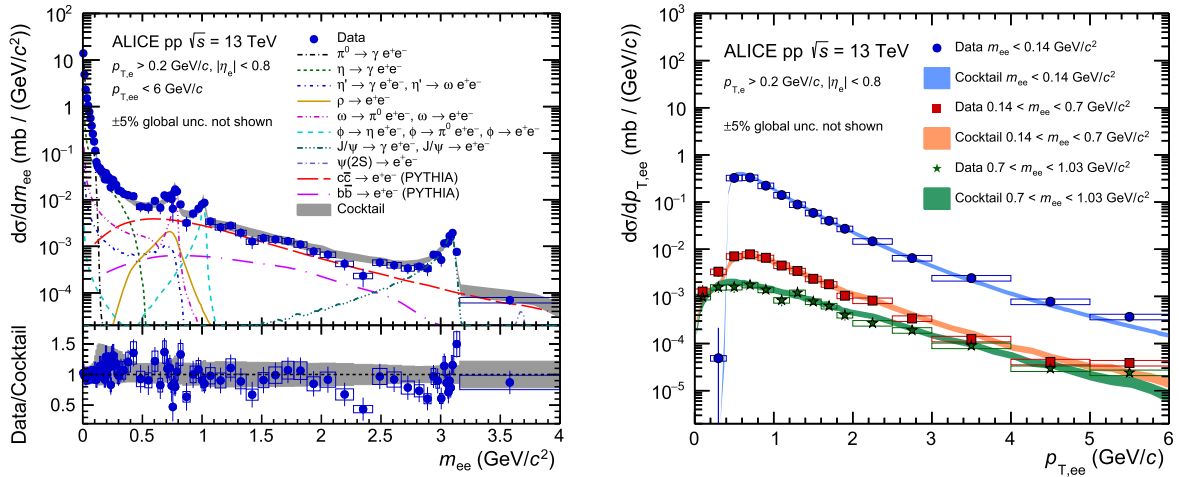 ALICE pp √s = 13 TeV
p_T,e > 0.2 GeV/c, |η_e| < 0.8
p_T,ee < 6 GeV/c
±5% global unc. not shown
Data
π⁰ → γ e⁺e⁻
η → γ e⁺e⁻
η' → γ e⁺e⁻, η' → ω e⁺e⁻
ρ → e⁺e⁻
ω → π⁰ e⁺e⁻, ω → e⁺e⁻
ϕ → η e⁺e⁻, ϕ → π⁰ e⁺e⁻, ϕ → e⁺e⁻
J/ψ → γ e⁺e⁻, J/ψ → e⁺e⁻
ψ(2S) → e⁺e⁻
cc̅ → e⁺e⁻ (PYTHIA)
bb̅ → e⁺e⁻ (PYTHIA)
Cocktail
dσ/dm_ee (mb / (GeV/c²))
10²
10
1
10⁻¹
10⁻²
10⁻³
10⁻⁴
Data/Cocktail
1.5
1
0.5
0 0.5 1 1.5 2 2.5 3 3.5 4
m_ee (GeV/c²)
ALICE pp √s = 13 TeV
p_T,e > 0.2 GeV/c, |η_e| < 0.8
±5% global unc. not shown
Data m_ee < 0.14 GeV/c²
Cocktail m_ee < 0.14 GeV/c²
Data 0.14 < m_ee < 0.7 GeV/c²
Cocktail 0.14 < m_ee < 0.7 GeV/c²
Data 0.7 < m_ee < 1.03 GeV/c²
Cocktail 0.7 < m_ee < 1.03 GeV/c²
dσ/dp_T,ee (mb / (GeV/c))
10³
10²
10
1
10⁻¹
10⁻²
10⁻³
10⁻⁴
10⁻⁵
0 1 2 3 4 5 6
p_T,ee (GeV/c)